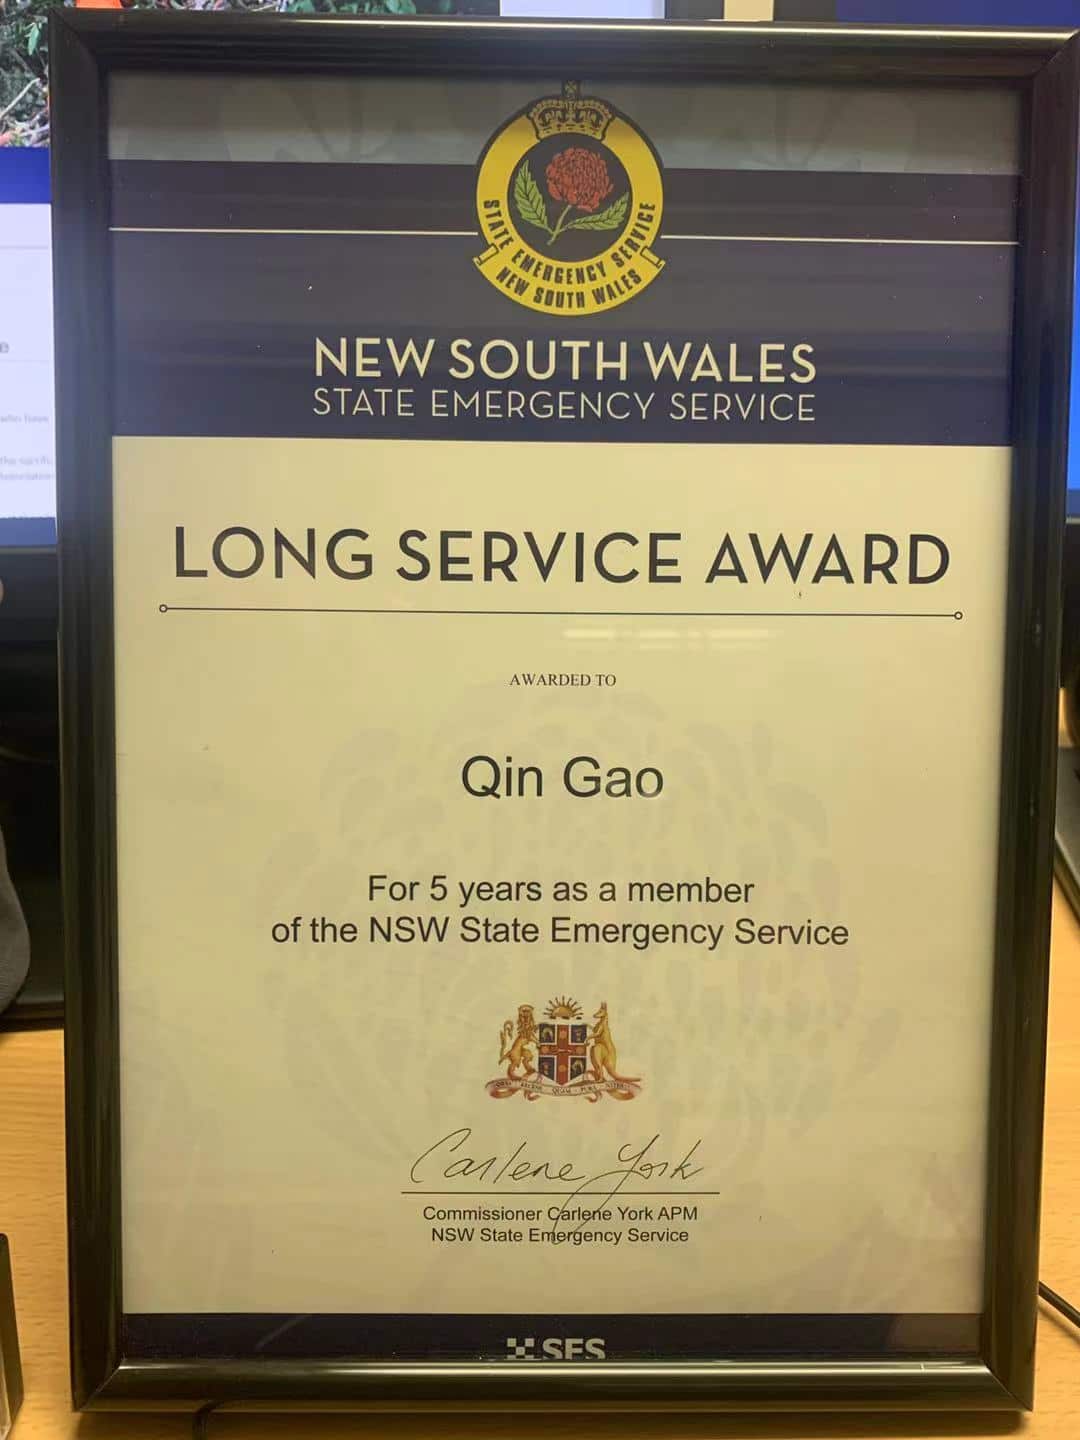 STATE EMERGENCY SERVICE
NEW SOUTH WALES
NEW SOUTH WALES
STATE EMERGENCY SERVICE
LONG SERVICE AWARD
AWARDED TO
Qin Gao
For 5 years as a member
of the NSW State Emergency Service
Carlene York
Commissioner Carlene York APM
NSW State Emergency Service
SES